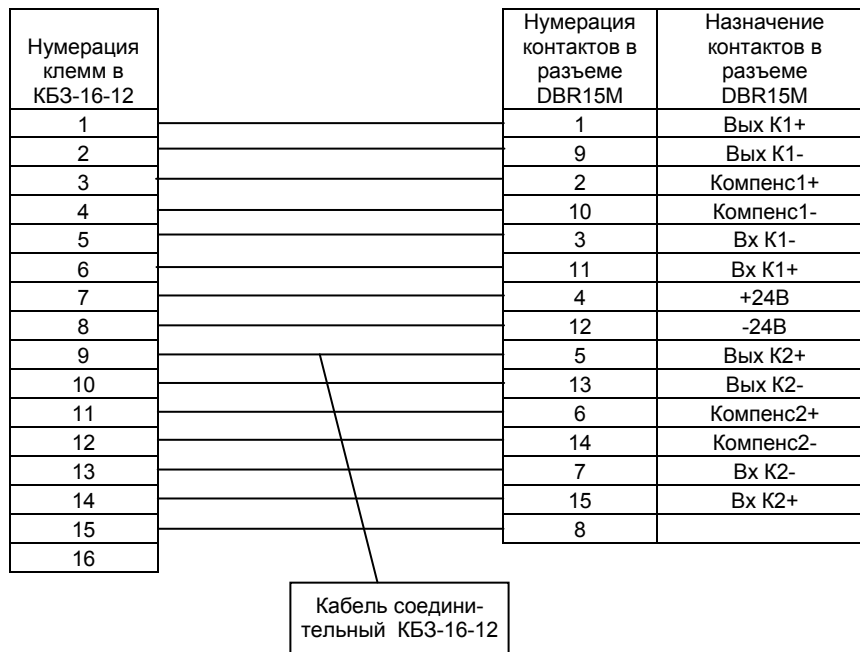 Нумерация
клемм в
КБЗ-16-12
Нумерация
контактов в
разъеме
DBR15M
Назначение
контактов в
разъеме
DBR15M
1 1 Вых К1+
2 9 Вых К1-
3 2 Компенс1+
4 10 Компенс1-
5 3 Вх К1-
6 11 Вх К1+
7 4 +24В
8 12 -24В
9 5 Вых К2+
10 13 Вых К2-
11 6 Компенс2+
12 14 Компенс2-
13 7 Вх К2-
14 15 Вх К2+
15 8
16
Кабель соедини-
тельный КБЗ-16-12